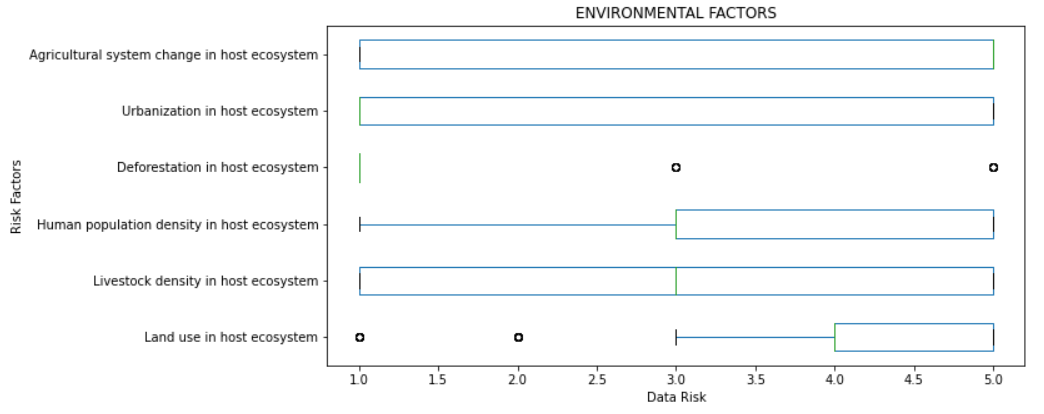 ENVIRONMENTAL FACTORS
Agricultural system change in host ecosystem
Urbanization in host ecosystem
Deforestation in host ecosystem
Human population density in host ecosystem
Livestock density in host ecosystem
Land use in host ecosystem
Risk Factors
1.0 1.5 2.0 2.5 3.0 3.5 4.0 4.5 5.0
Data Risk